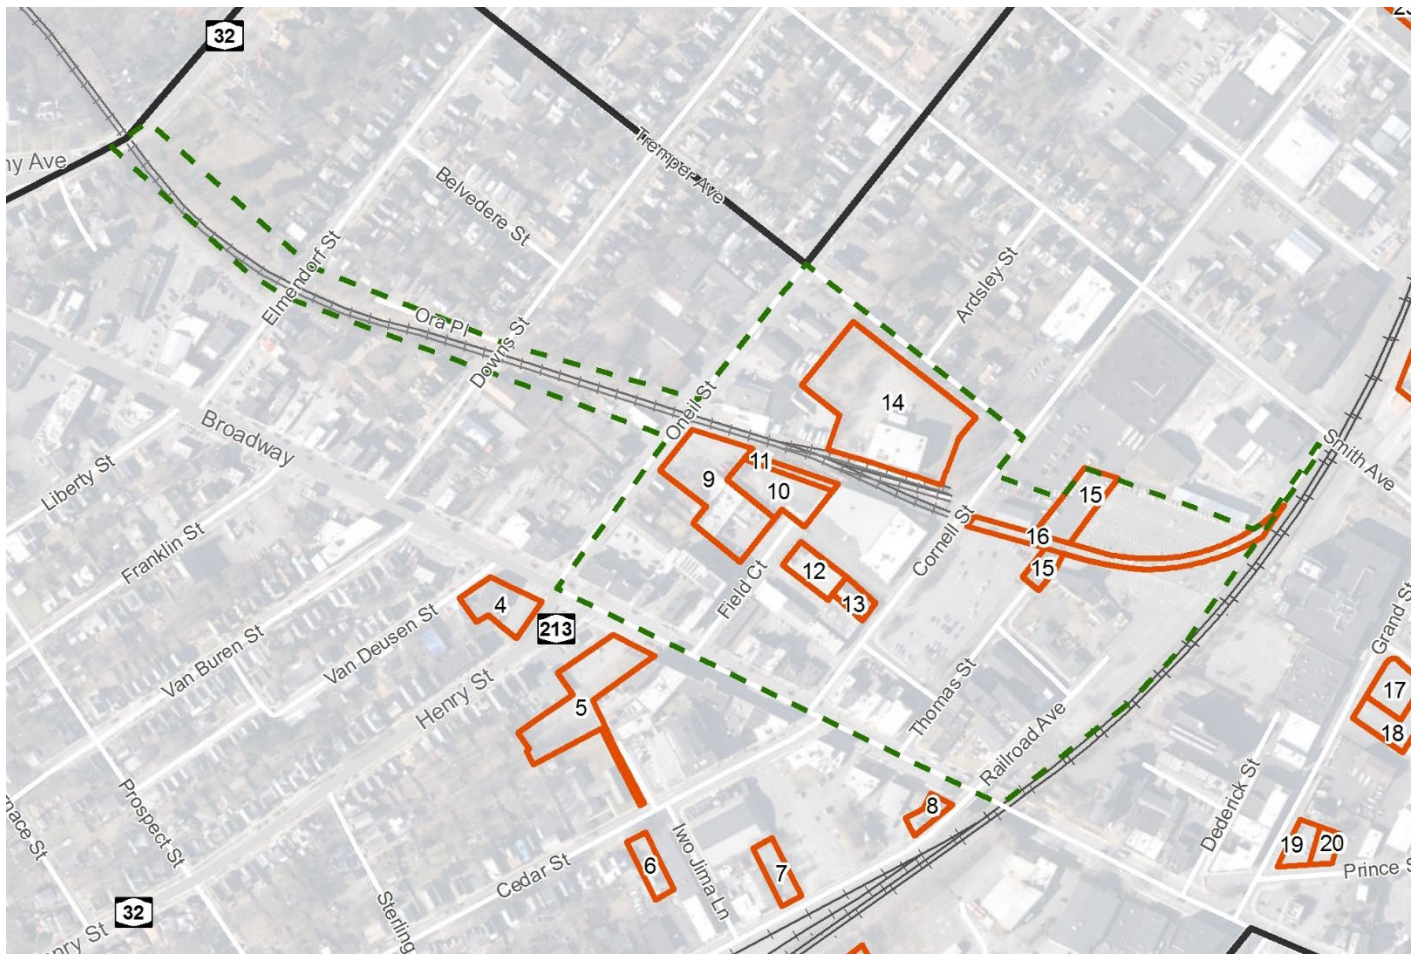 32
ny Ave
Tremper Ave
Belvedere St
Elmendorf St
Ora Pl
Downs St
Ardsley St
Oneil St
14
Broadway
Liberty St
Franklin St
11
9
10
15
Smith Ave
16
15
Cornell St
12
13
Field Ct
4
213
Van Buren St
Van Deusen St
Henry St
5
Thomas St
Railroad Ave
Grand St
17
18
8
Dederick St
19
20
Prince S
Prospect St
mace St
6
7
Iwo Jima Ln
Cedar St
Sterling
32
enry St